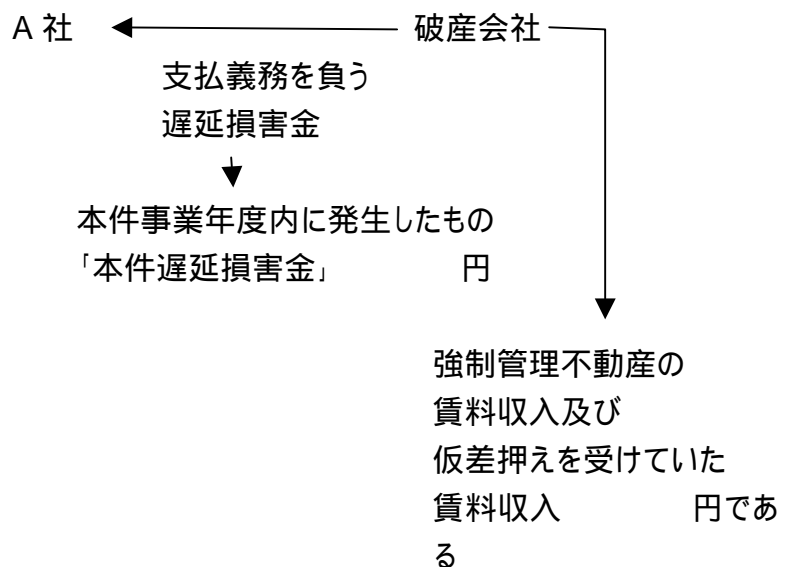 A 社 破産会社
支払義務を負う
遅延損害金
本件事業年度内に発生したもの
「本件遅延損害金」 円
強制管理不動産の
賃料収入及び
仮差押えを受けていた
賃料収入 円であ
る